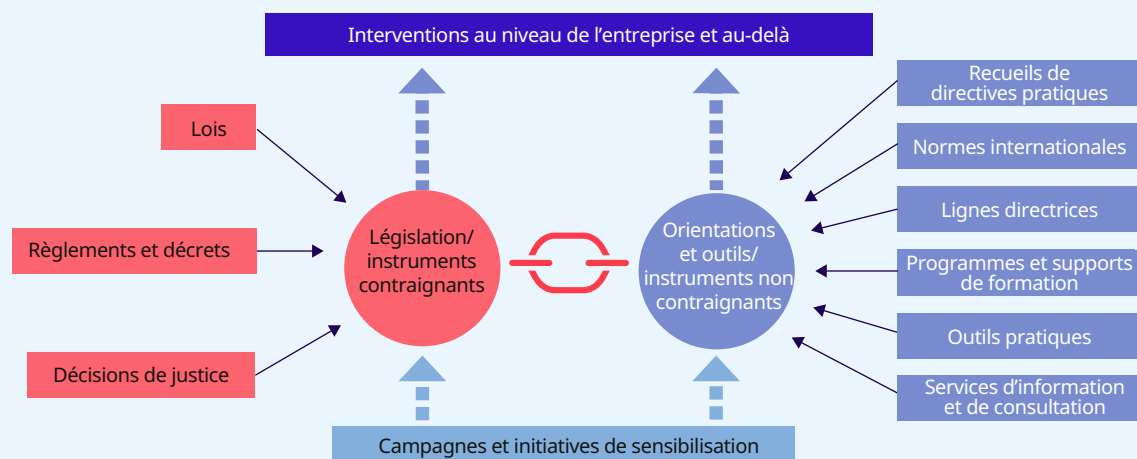 Interventions au niveau de l’entreprise et au-delà
Lois
Règlements et décrets
Décisions de justice
Législation/
instruments
contraignants
Orientations
et outils/
instruments non
contraignants
Recueils de
directives pratiques
Normes internationales
Lignes directrices
Programmes et supports
de formation
Outils pratiques
Services d’information
et de consultation
Campagnes et initiatives de sensibilisation